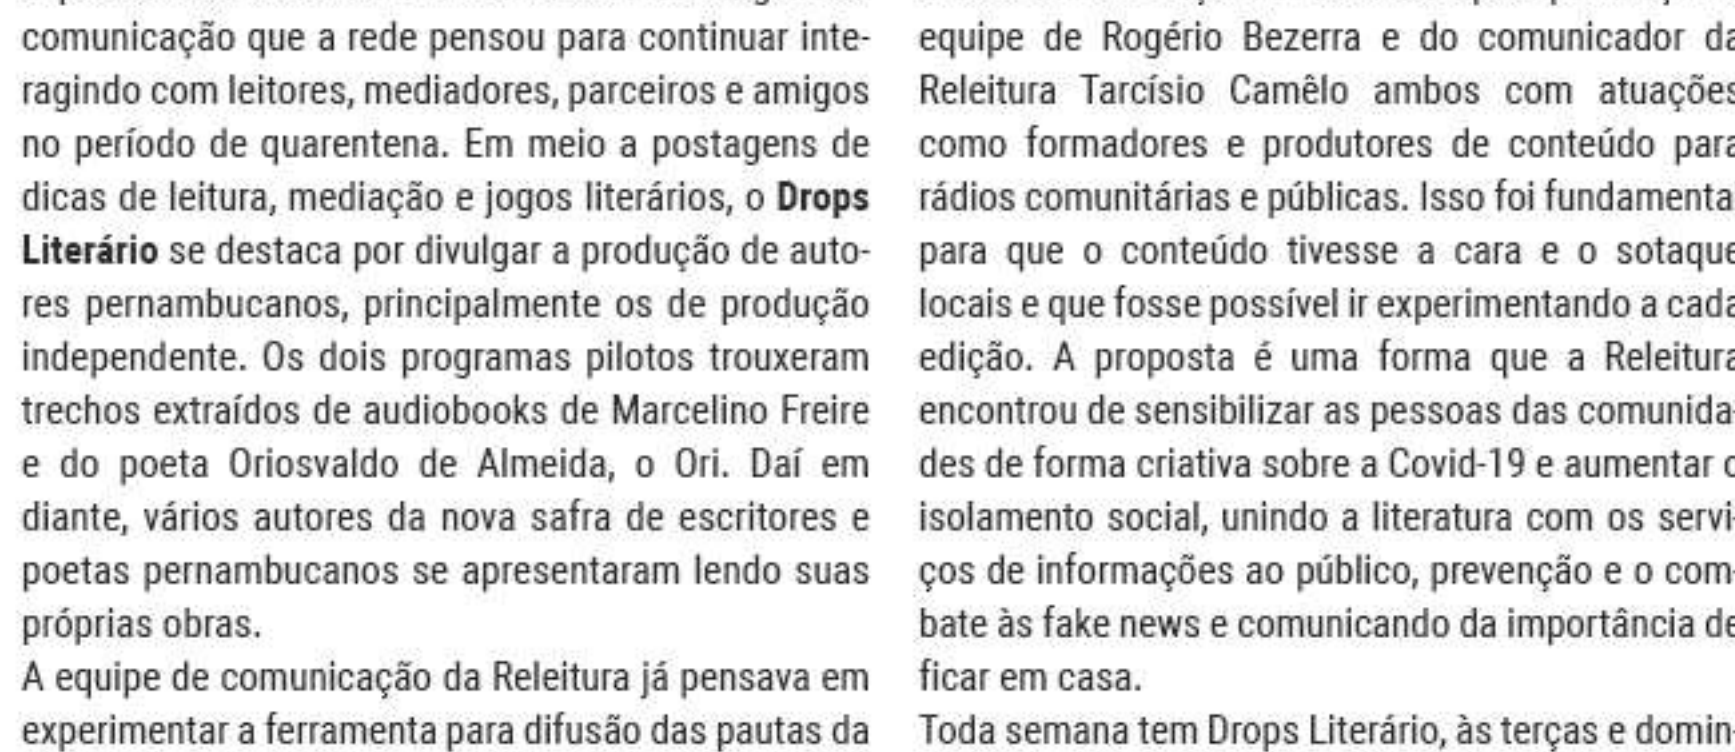 comunicação que a rede pensou para continuar inte-
ragindo com leitores, mediadores, parceiros e amigos
no período de quarentena. Em meio a postagens de
dicas de leitura, mediação e jogos literários, o Drops
Literário se destaca por divulgar a produção de auto-
res pernambucanos, principalmente os de produção
independente. Os dois programas pilotos trouxeram
trechos extraídos de audiobooks de Marcelino Freire
e do poeta Oriosvaldo de Almeida, o Ori. Daí em
diante, vários autores da nova safra de escritores e
poetas pernambucanos se apresentaram lendo suas
próprias obras.
A equipe de comunicação da Releitura já pensava em
experimentar a ferramenta para difusão das pautas da
equipe de Rogério Bezerra e do comunicador da
Releitura Tarcísio Camêlo ambos com atuações
como formadores e produtores de conteúdo para
rádios comunitárias e públicas. Isso foi fundamental
para que o conteúdo tivesse a cara e o sotaque
locais e que fosse possível ir experimentando a cada
edição. A proposta é uma forma que a Releitura
encontrou de sensibilizar as pessoas das comunida-
des de forma criativa sobre a Covid-19 e aumentar o
isolamento social, unindo a literatura com os servi-
ços de informações ao público, prevenção e o com-
bate às fake news e comunicando da importância de
ficar em casa.
Toda semana tem Drops Literário, às terças e domin